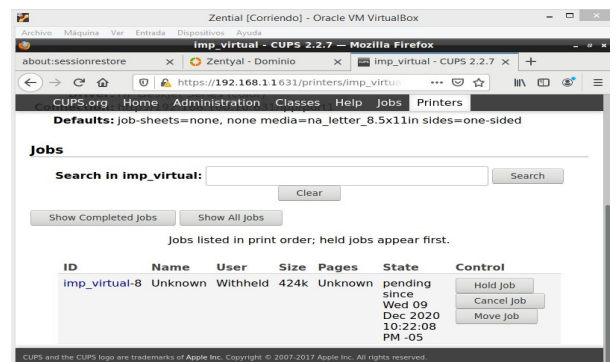 Zential [Corriendo] - Oracle VM VirtualBox
Archivo Máquina Ver Entrada Dispositivos Ayuda
imp_virtual - CUPS 2.2.7 — Mozilla Firefox
about:sessionrestore
Zentyal - Dominio
imp_virtual - CUPS 2.2.7
https://192.168.1.1:631/printers/imp_virtua
CUPS.org Home Administration Classes Help Jobs Printers
Defaults: job-sheets=none, none media=na_letter_8.5x11in sides=one-sided
Jobs
Search in imp_virtual:
Search
Clear
Show Completed Jobs Show All Jobs
Jobs listed in print order; held jobs appear first.
ID Name User Size Pages State Control
imp_virtual-8 Unknown Withheld 424k Unknown pending
since
Wed 09
Dec 2020
10:22:08
PM -05
Hold Job
Cancel Job
Move Job
CUPS and the CUPS logo are trademarks of Apple Inc. Copyright © 2007-2017 Apple Inc. All rights reserved.